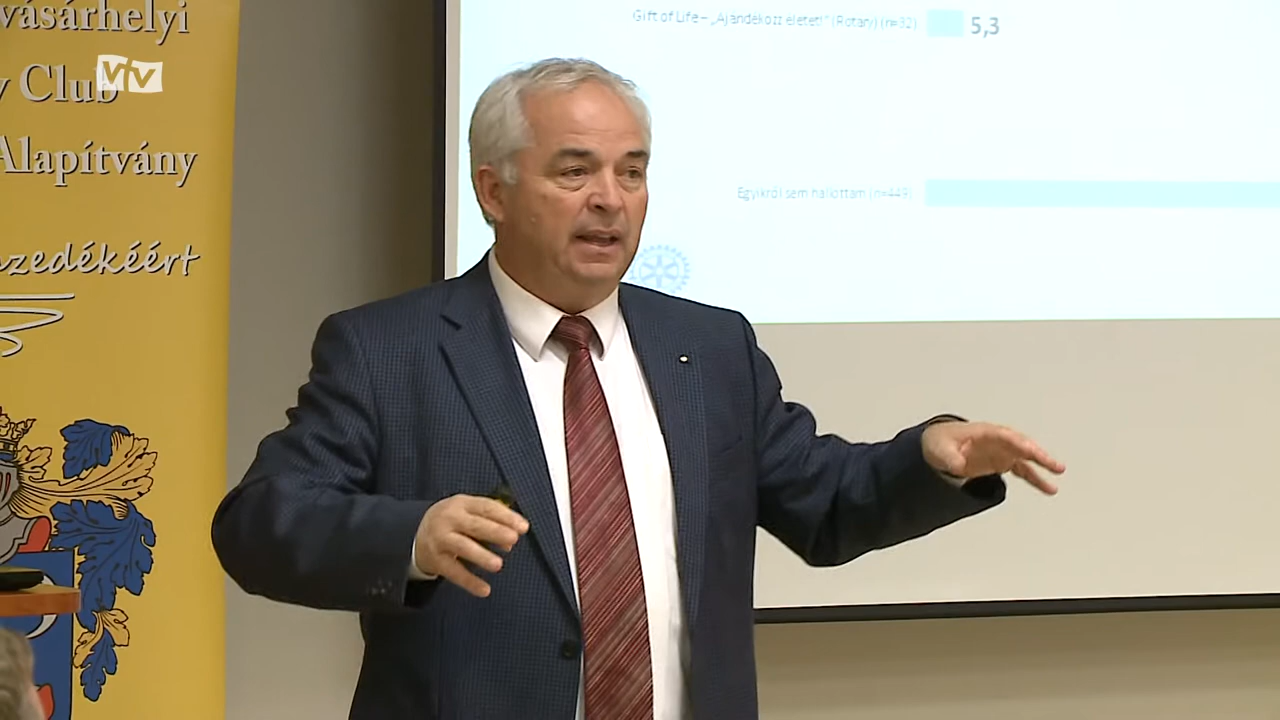 vásárhelyi
y Club
Alapítvány
zedékéért
VTV
Gift of Life – „Ajándékozz életet!” (Rotary) (n=32)
5,3
Egyikről sem hallottam (n=449)